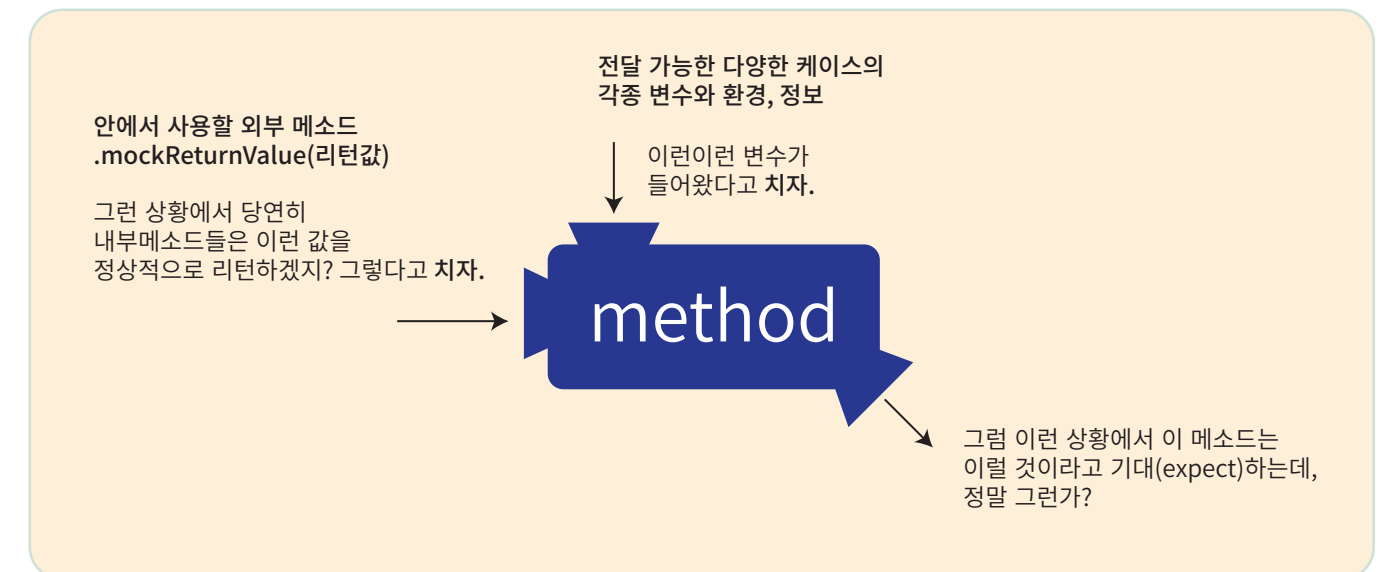 전달 가능한 다양한 케이스의
각종 변수와 환경, 정보
안에서 사용할 외부 메소드
.mockReturnValue(리턴값)
이런이런 변수가
들어왔다고 치자.
그런 상황에서 당연히
내부메소드들은 이런 값을
정상적으로 리턴하겠지? 그렇다고 치자.
method
그럼 이런 상황에서 이 메소드는
이럴 것이라고 기대(expect)하는데,
정말 그런가?